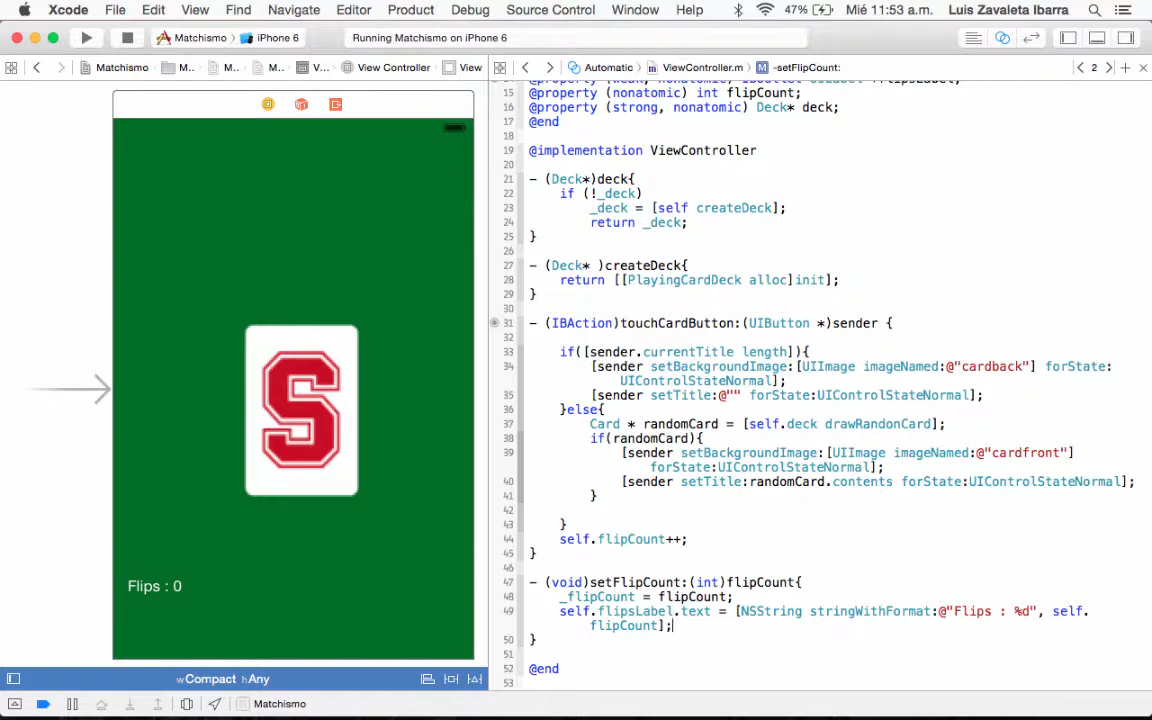 Xcode File Edit View Find Navigate Editor Product Debug Source Control Window Help 47% Mié 11:53 a.m. Luis Zavaleta Ibarra
Matchismo iPhone 6 Running Matchismo on iPhone 6
Matchismo M... M... M... V... View Controller View Automatic ViewController.m M -setFlipCount: 2
15 @property (nonatomic) int flipCount;
16 @property (strong, nonatomic) Deck* deck;
17 @end
18
19 @implementation ViewController
20
21 - (Deck*)deck{
22 if (!_deck)
23 _deck = [self createDeck];
24 return _deck;
25 }
26
27 - (Deck* )createDeck{
28 return [[PlayingCardDeck alloc]init];
29 }
30
31 - (IBAction)touchCardButton:(UIButton *)sender {
32
33 if([sender.currentTitle length]){
34 [sender setBackgroundImage:[UIImage imageNamed:@"cardback"] forState:
UIControlStateNormal];
35 [sender setTitle:@"" forState:UIControlStateNormal];
36 }else{
37 Card * randomCard = [self.deck drawRandonCard];
38 if(randomCard){
39 [sender setBackgroundImage:[UIImage imageNamed:@"cardfront"]
forState:UIControlStateNormal];
40 [sender setTitle:randomCard.contents forState:UIControlStateNormal];
41 }
42
43 }
44 self.flipCount++;
45 }
46
47 - (void)setFlipCount:(int)flipCount{
48 _flipCount = flipCount;
49 self.flipsLabel.text = [NSString stringWithFormat:@"Flips : %d", self.
flipCount];
50 }
51
52 @end
53
S
Flips : 0
wCompact hAny
Matchismo